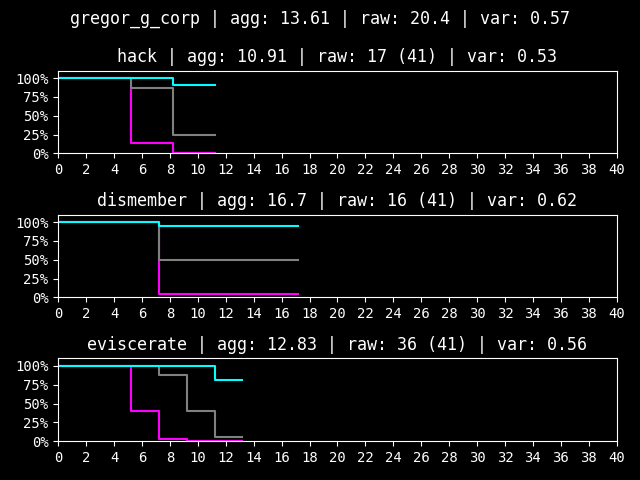 gregor_g_corp | agg: 13.61 | raw: 20.4 | var: 0.57
hack | agg: 10.91 | raw: 17 (41) | var: 0.53
100%
75%
50%
25%
0%
0 2 4 6 8 10 12 14 16 18 20 22 24 26 28 30 32 34 36 38 40
dismember | agg: 16.7 | raw: 16 (41) | var: 0.62
100%
75%
50%
25%
0%
0 2 4 6 8 10 12 14 16 18 20 22 24 26 28 30 32 34 36 38 40
eviscerate | agg: 12.83 | raw: 36 (41) | var: 0.56
100%
75%
50%
25%
0%
0 2 4 6 8 10 12 14 16 18 20 22 24 26 28 30 32 34 36 38 40